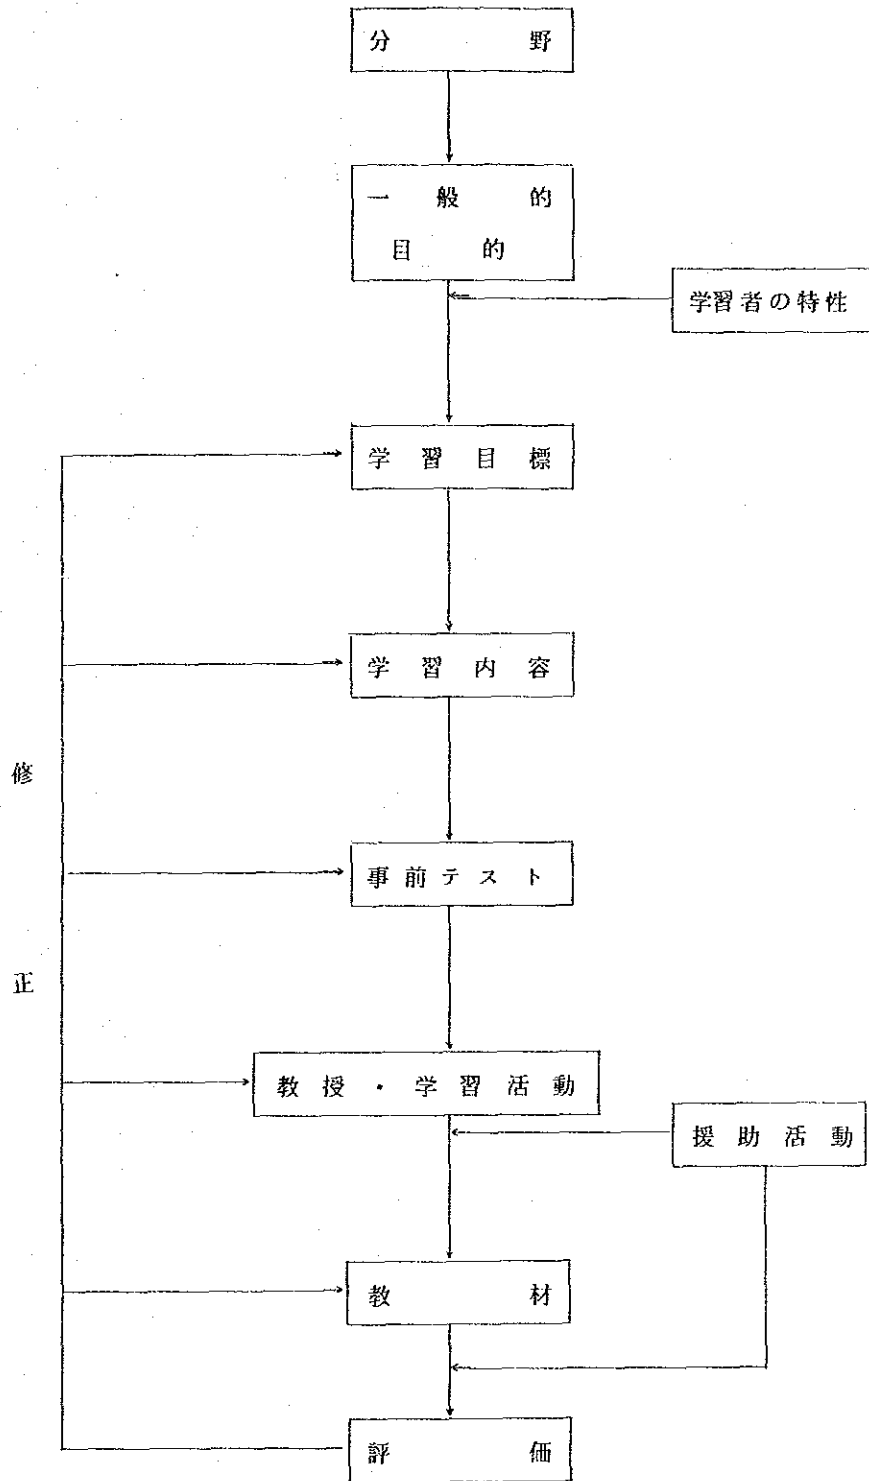 分野
一般的
目的
学習者の特性
学習目標
学習内容
修
事前テスト
正
教授・学習活動
援助活動
教材
評価